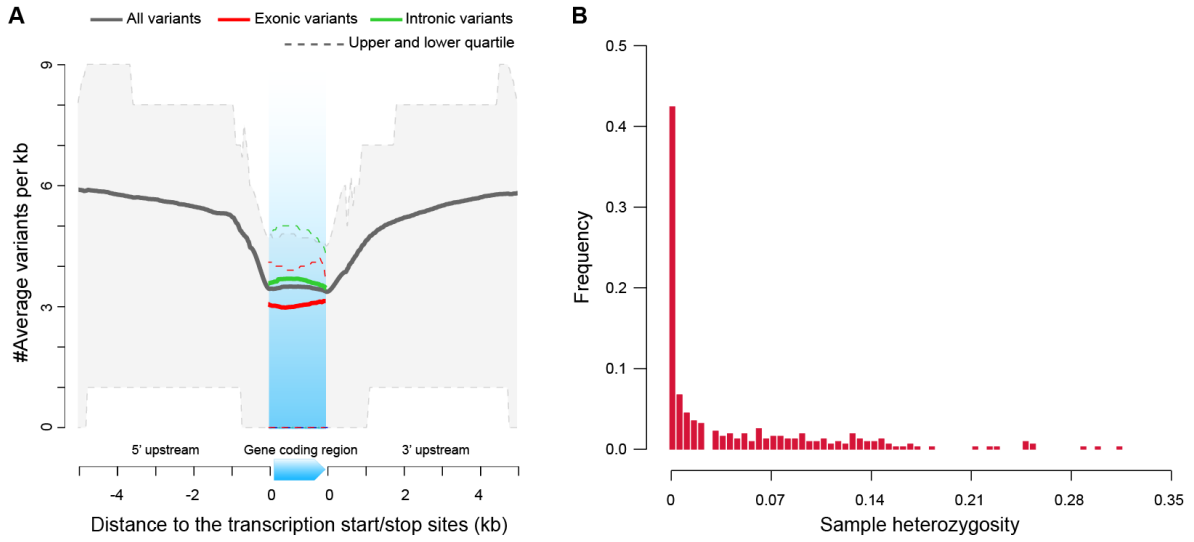 A
All variants
Exonic variants
Intronic variants
Upper and lower quartile
#Average variants per kb
9
6
3
0
5’ upstream
Gene coding region
3’ upstream
-4
-2
0
0
2
4
Distance to the transcription start/stop sites (kb)
B
Frequency
0.5
0.4
0.3
0.2
0.1
0.0
0
0.07
0.14
0.21
0.28
0.35
Sample heterozygosity